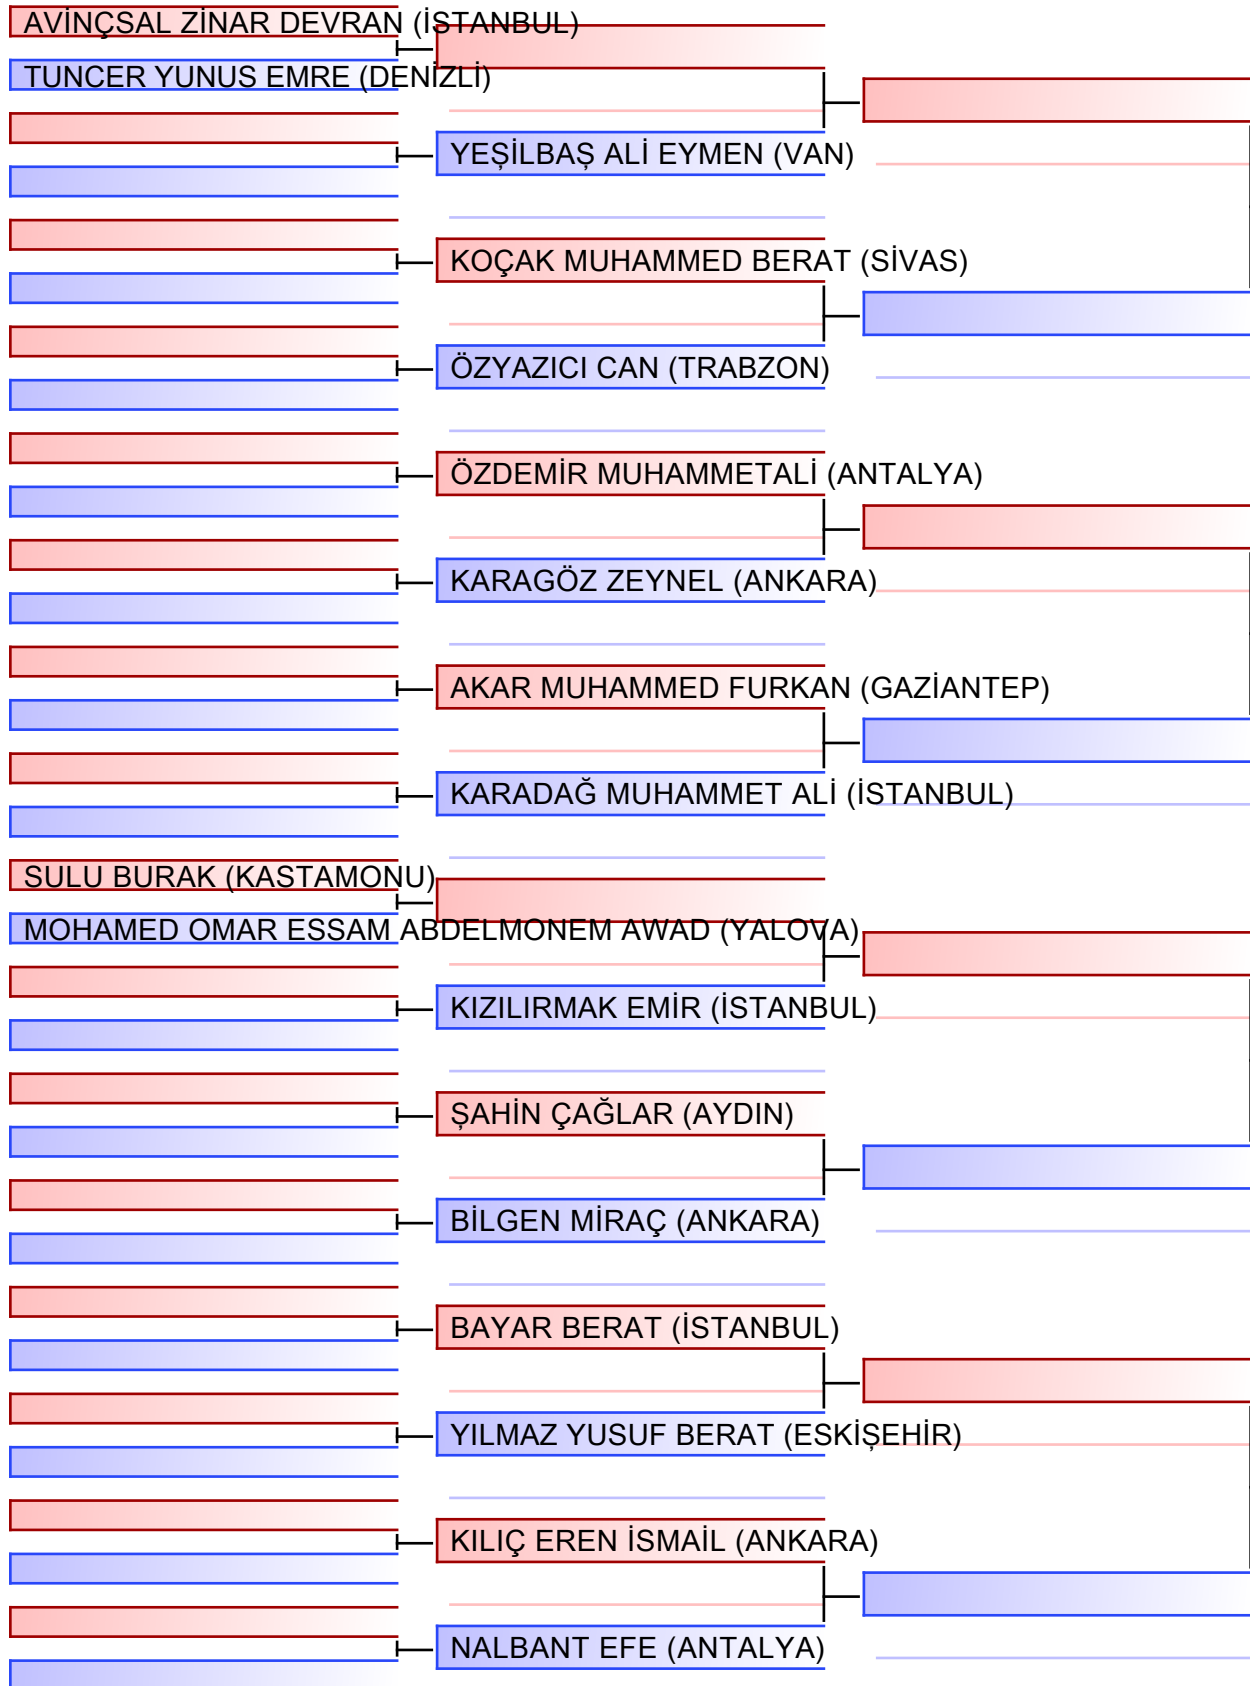 AVİNÇSAL ZİNAR DEVRAN (İSTANBUL)
TUNCER YUNUS EMRE (DENİZLİ)
YEŞİLBAŞ ALİ EYMEN (VAN)
KOÇAK MUHAMMED BERAT (SİVAS)
ÖZYAZICI CAN (TRABZON)
ÖZDEMİR MUHAMMETALİ (ANTALYA)
KARAGÖZ ZEYNEL (ANKARA)
AKAR MUHAMMED FURKAN (GAZİANTEP)
KARADAĞ MUHAMMET ALİ (İSTANBUL)
SULU BURAK (KASTAMONU)
MOHAMED OMAR ESSAM ABDELMONEM AWAD (YALOVA)
KIZILIRMAK EMİR (İSTANBUL)
ŞAHİN ÇAĞLAR (AYDIN)
BİLGEN MİRAÇ (ANKARA)
BAYAR BERAT (İSTANBUL)
YILMAZ YUSUF BERAT (ESKİŞEHİR)
KILIÇ EREN İSMAİL (ANKARA)
NALBANT EFE (ANTALYA)